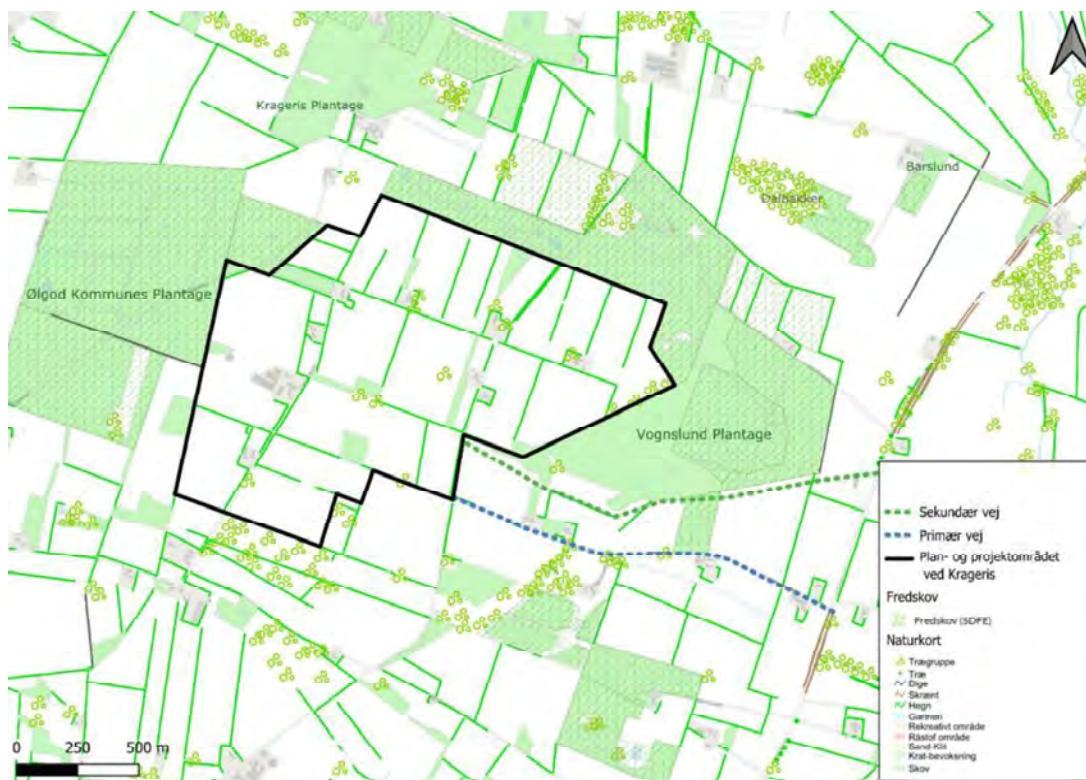 Krageris Plantage
Barslund
Dalbakker
Ølgod Kommunes Plantage
Vognslund Plantage
Sekundær vej
Primær vej
Plan- og projektområdet
ved Krageris
Fredskov
Fredskov (SDFE)
Naturkort
Trægruppe
Træ
Dige
Skrænt
Hegn
Gartneri
Rekreativt område
Råstof område
Sand-Klit
Krat-bevoksning
Skov
0 250 500 m